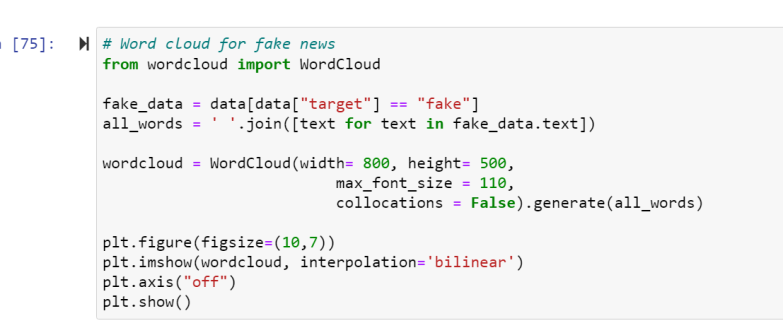 [75]:
# Word cloud for fake news
from wordcloud import WordCloud

fake_data = data[data["target"] == "fake"]
all_words = ' '.join([text for text in fake_data.text])

wordcloud = WordCloud(width= 800, height= 500,
                          max_font_size = 110,
                          collocations = False).generate(all_words)

plt.figure(figsize=(10,7))
plt.imshow(wordcloud, interpolation='bilinear')
plt.axis("off")
plt.show()